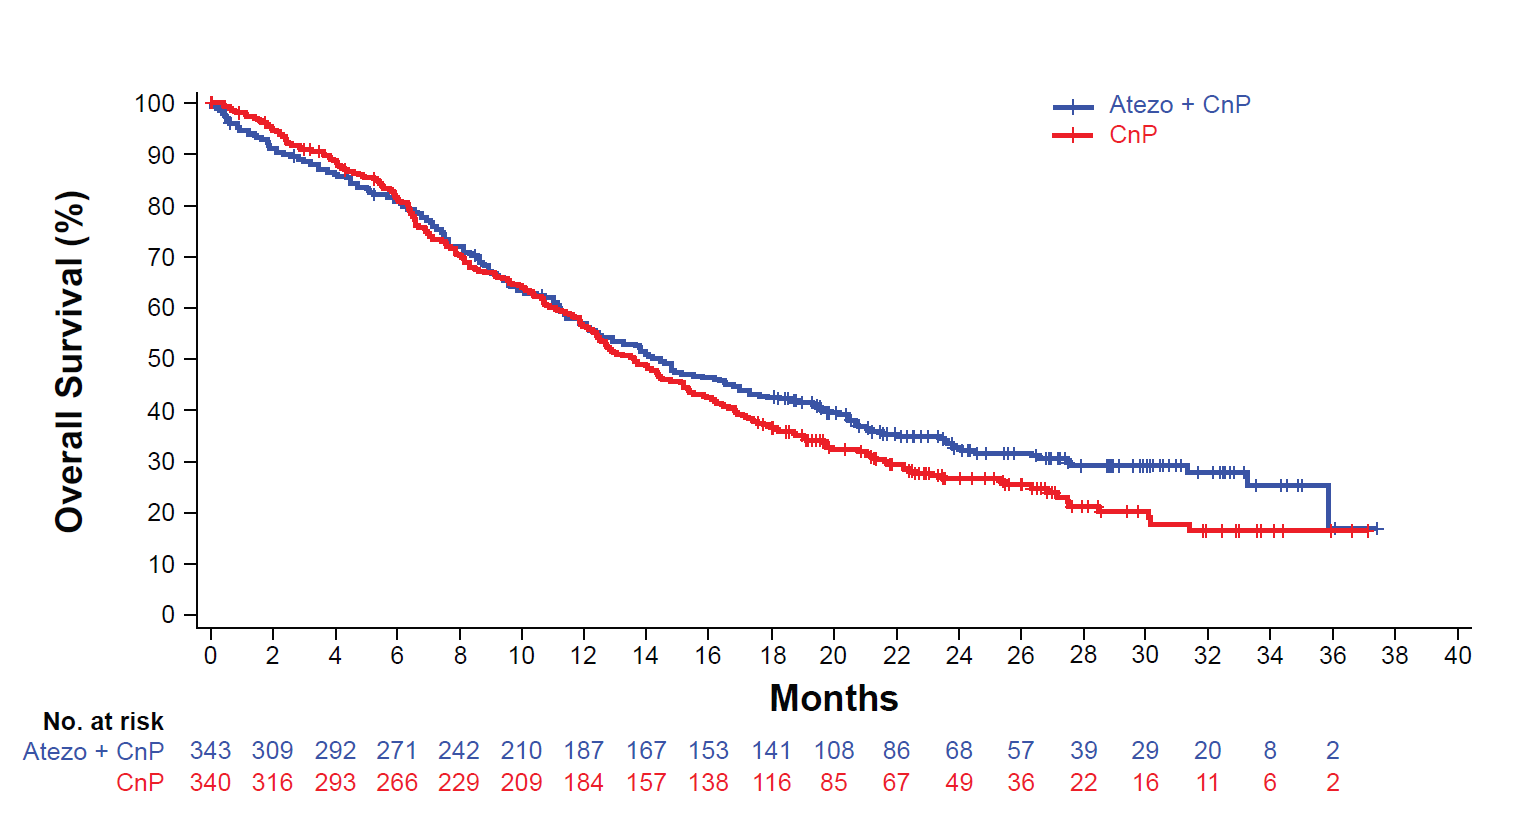 Atezo + CnP
CnP
Overall Survival (%)
100
90
80
70
60
50
40
30
20
10
0
0 2 4 6 8 10 12 14 16 18 20 22 24 26 28 30 32 34 36 38 40
Months
No. at risk
Atezo + CnP 343 309 292 271 242 210 187 167 153 141 108 86 68 57 39 29 20 8 2
CnP 340 316 293 266 229 209 184 157 138 116 85 67 49 36 22 16 11 6 2